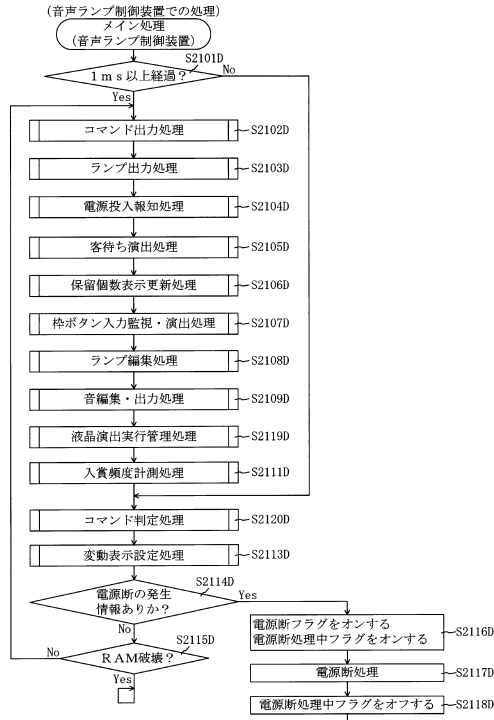 (音声ランプ制御装置での処理)
メイン処理
(音声ランプ制御装置)
S2101D
1ms以上経過?
No
Yes
コマンド出力処理
S2102D
ランプ出力処理
S2103D
電源投入報知処理
S2104D
客待ち演出処理
S2105D
保留個数表示更新処理
S2106D
枠ボタン入力監視・演出処理
S2107D
ランプ編集処理
S2108D
音編集・出力処理
S2109D
液晶演出実行管理処理
S2119D
入賞頻度計測処理
S2111D
コマンド判定処理
S2120D
変動表示設定処理
S2113D
S2114D
電源断の発生
情報ありか?
Yes
No
S2115D
RAM破壊?
No
Yes
電源断フラグをオンする
電源断処理中フラグをオンする
S2116D
電源断処理
S2117D
電源断処理中フラグをオフする
S2118D